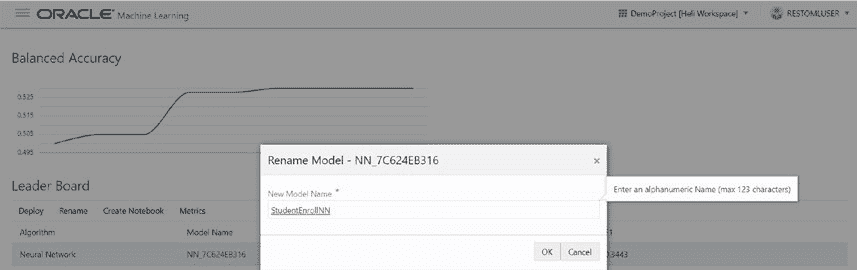 ORACLE Machine Learning
DemoProject [Heli Workspace]
RESTOMLUSER
Balanced Accuracy
0.525
0.515
0.505
0.495
Rename Model - NN_7C624EB316
×
New Model Name *
StudentEnrollNN
Enter an alphanumeric Name (max 123 characters)
OK Cancel
Leader Board
Deploy Rename Create Notebook Metrics
Algorithm Model Name
Neural Network NN_7C624EB316 .3443